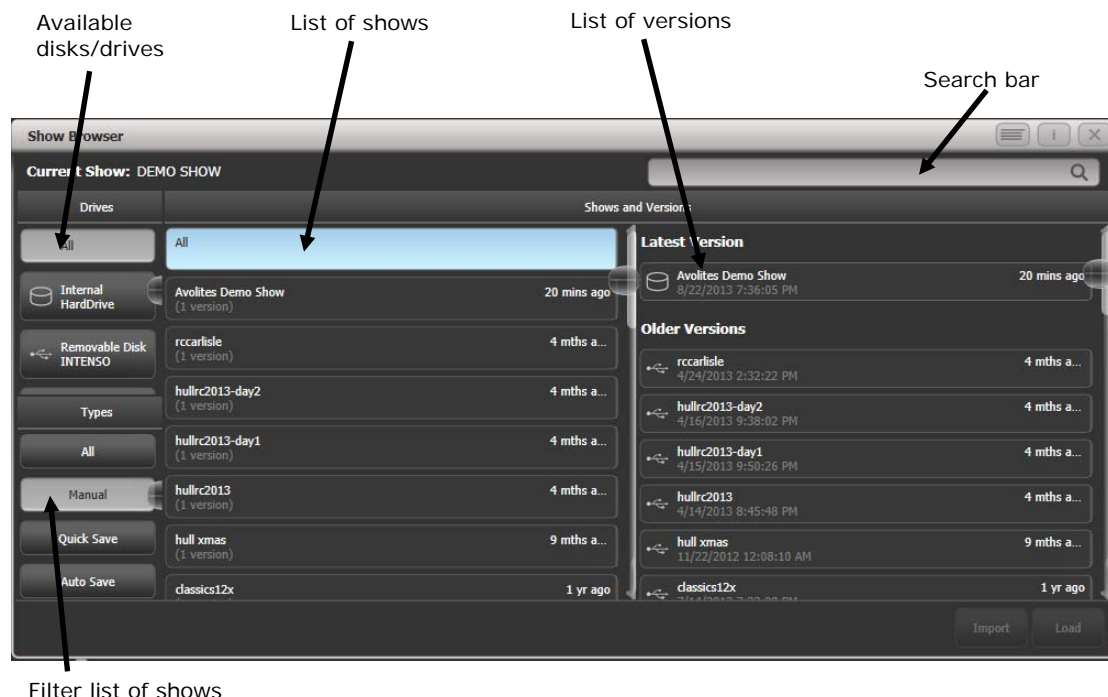 Available
disks/drives
List of shows
List of versions
Search bar
Show Browser
Current Show: DEMO SHOW
Drives
Shows and Versions
All
Internal
HardDrive
Removable Disk
INTENSO
Types
All
Manual
Quick Save
Auto Save
All
Avolites Demo Show 20 mins ago
(1 version)
rccarlisle 4 mths a...
(1 version)
hullrc2013-day2 4 mths a...
(1 version)
hullrc2013-day1 4 mths a...
(1 version)
hullrc2013 4 mths a...
(1 version)
hull xmas 9 mths a...
(1 version)
classics12x 1 yr ago
Latest Version
Avolites Demo Show 20 mins ago
8/22/2013 7:36:05 PM
Older Versions
rccarlisle 4 mths a...
4/24/2013 2:32:22 PM
hullrc2013-day2 4 mths a...
4/16/2013 9:38:02 PM
hullrc2013-day1 4 mths a...
4/15/2013 9:50:26 PM
hullrc2013 4 mths a...
4/14/2013 8:45:48 PM
hull xmas 9 mths a...
11/22/2012 12:08:10 AM
classics12x 1 yr ago
Import Load
Filter list of shows